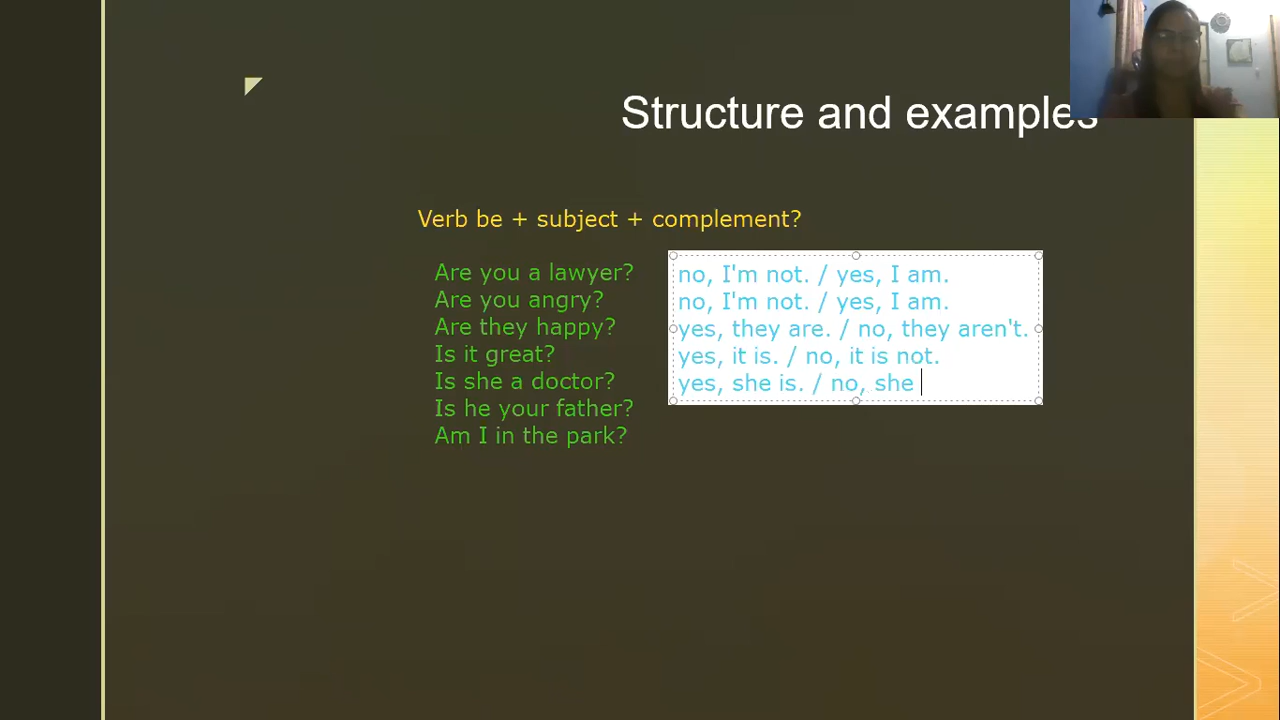 Structure and examples
Verb be + subject + complement?
Are you a lawyer?
Are you angry?
Are they happy?
Is it great?
Is she a doctor?
Is he your father?
Am I in the park?
no, I'm not. / yes, I am.
no, I'm not. / yes, I am.
yes, they are. / no, they aren't.
yes, it is. / no, it is not.
yes, she is. / no, she